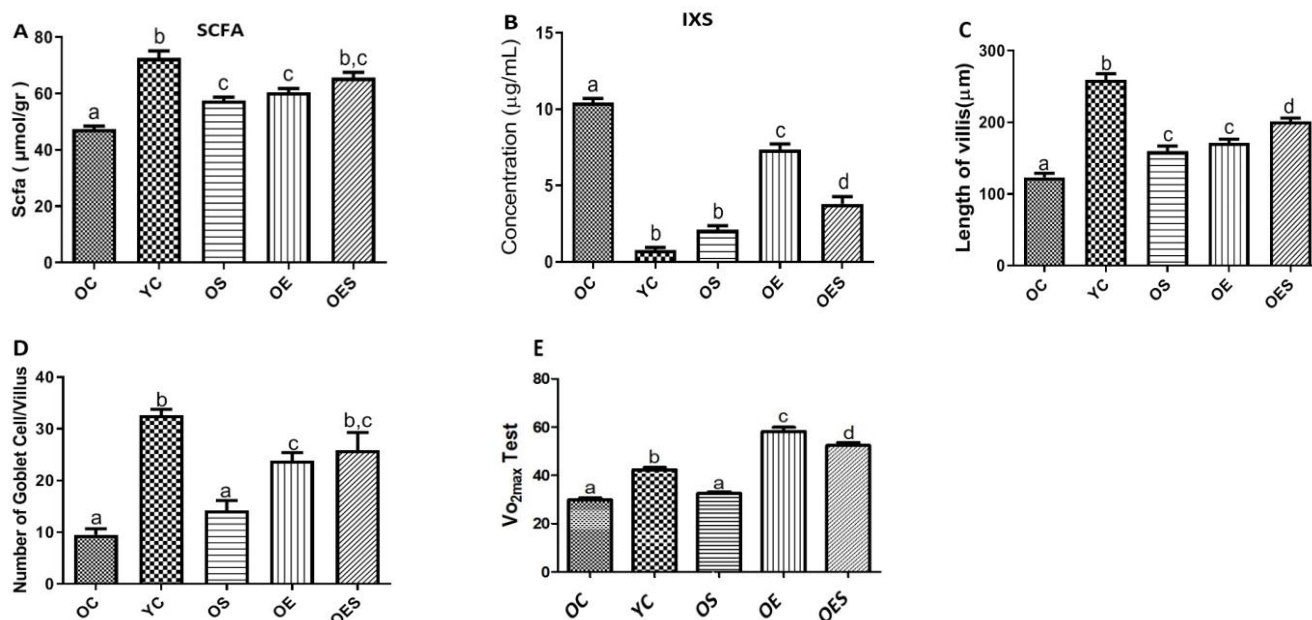 A
SCFA
Scfa ( µmol/gr )
80
60
40
20
0
a
b
c
c
b,c
OC
YC
OS
OE
OES
B
IXS
Concentration (µg/mL)
15
10
5
0
a
b
b
c
d
OC
YC
OS
OE
OES
C
Length of villis(µm)
300
200
100
0
a
b
c
c
d
OC
YC
OS
OE
OES
D
Number of Goblet Cell/Villus
40
30
20
10
0
a
b
a
c
b,c
OC
YC
OS
OE
OES
E
Vo2max Test
80
60
40
20
0
a
b
a
c
d
OC
YC
OS
OE
OES